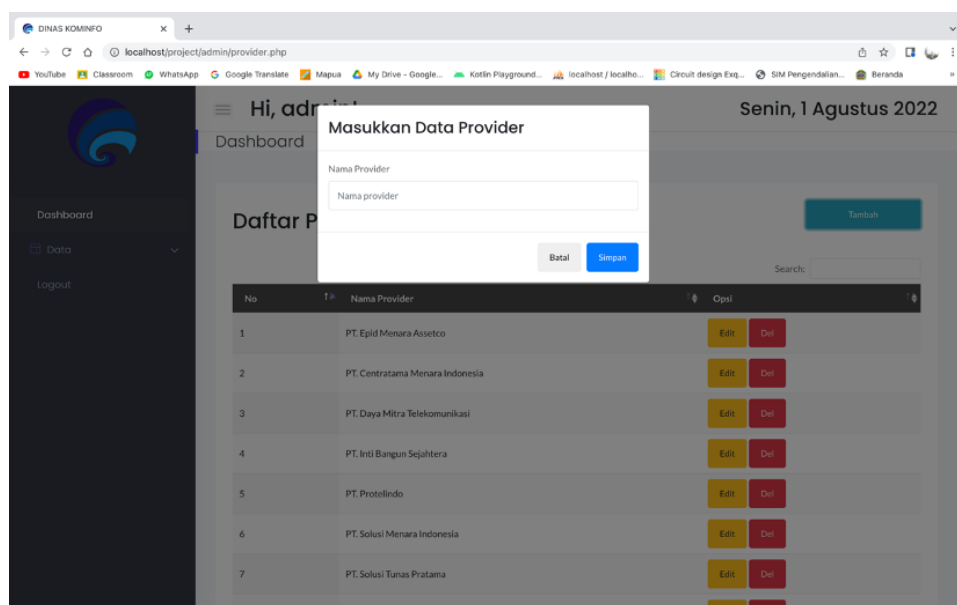 DINAS KOMINFO
localhost/project/admin/provider.php
YouTube Classroom WhatsApp Google Translate Mapua My Drive - Google... Kotlin Playground... localhost / localho... Circuit design Exq... SIM Pengendalian... Beranda
Hi, Senin, 1 Agustus 2022
Dashboard
Masukkan Data Provider
Nama Provider
Nama provider
Batal Simpan
Dashboard
Data
Logout
Daftar P Tambah
Search:
No Nama Provider Opsi
1 PT. Epid Menara Assetco Edit Del
2 PT. Centratama Menara Indonesia Edit Del
3 PT. Daya Mitra Telekomunikasi Edit Del
4 PT. Inti Bangun Sejahtera Edit Del
5 PT. Protelindo Edit Del
6 PT. Solusi Menara Indonesia Edit Del
7 PT. Solusi Tunas Pratama Edit Del